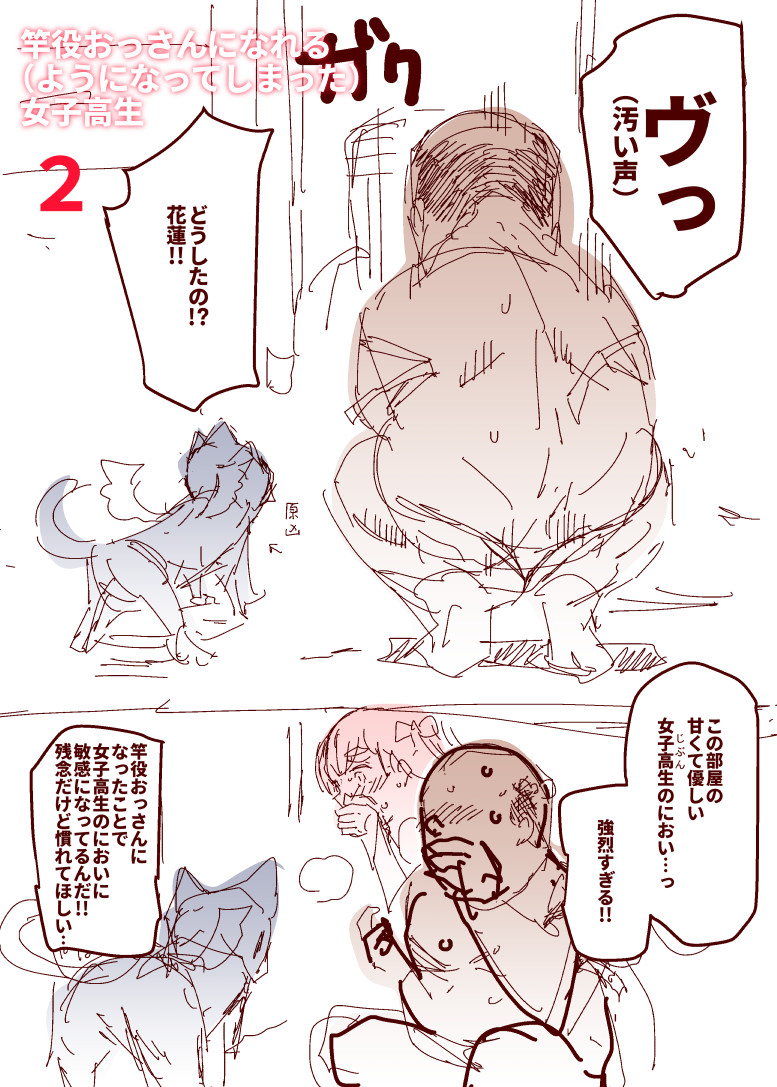 竿役おっさんになれる
(ようになってしまった)
女子高生
2
ザク
ヴっ
(汚い声)
どうしたの!?
花蓮!!
原凶
この部屋の
甘くて優しい
女子高生のにおい…っ
じぶん
強烈すぎる!!
竿役おっさんに
なったことで
女子高生のにおいに
敏感になってるんだ!!
残念だけど慣れてほしい…